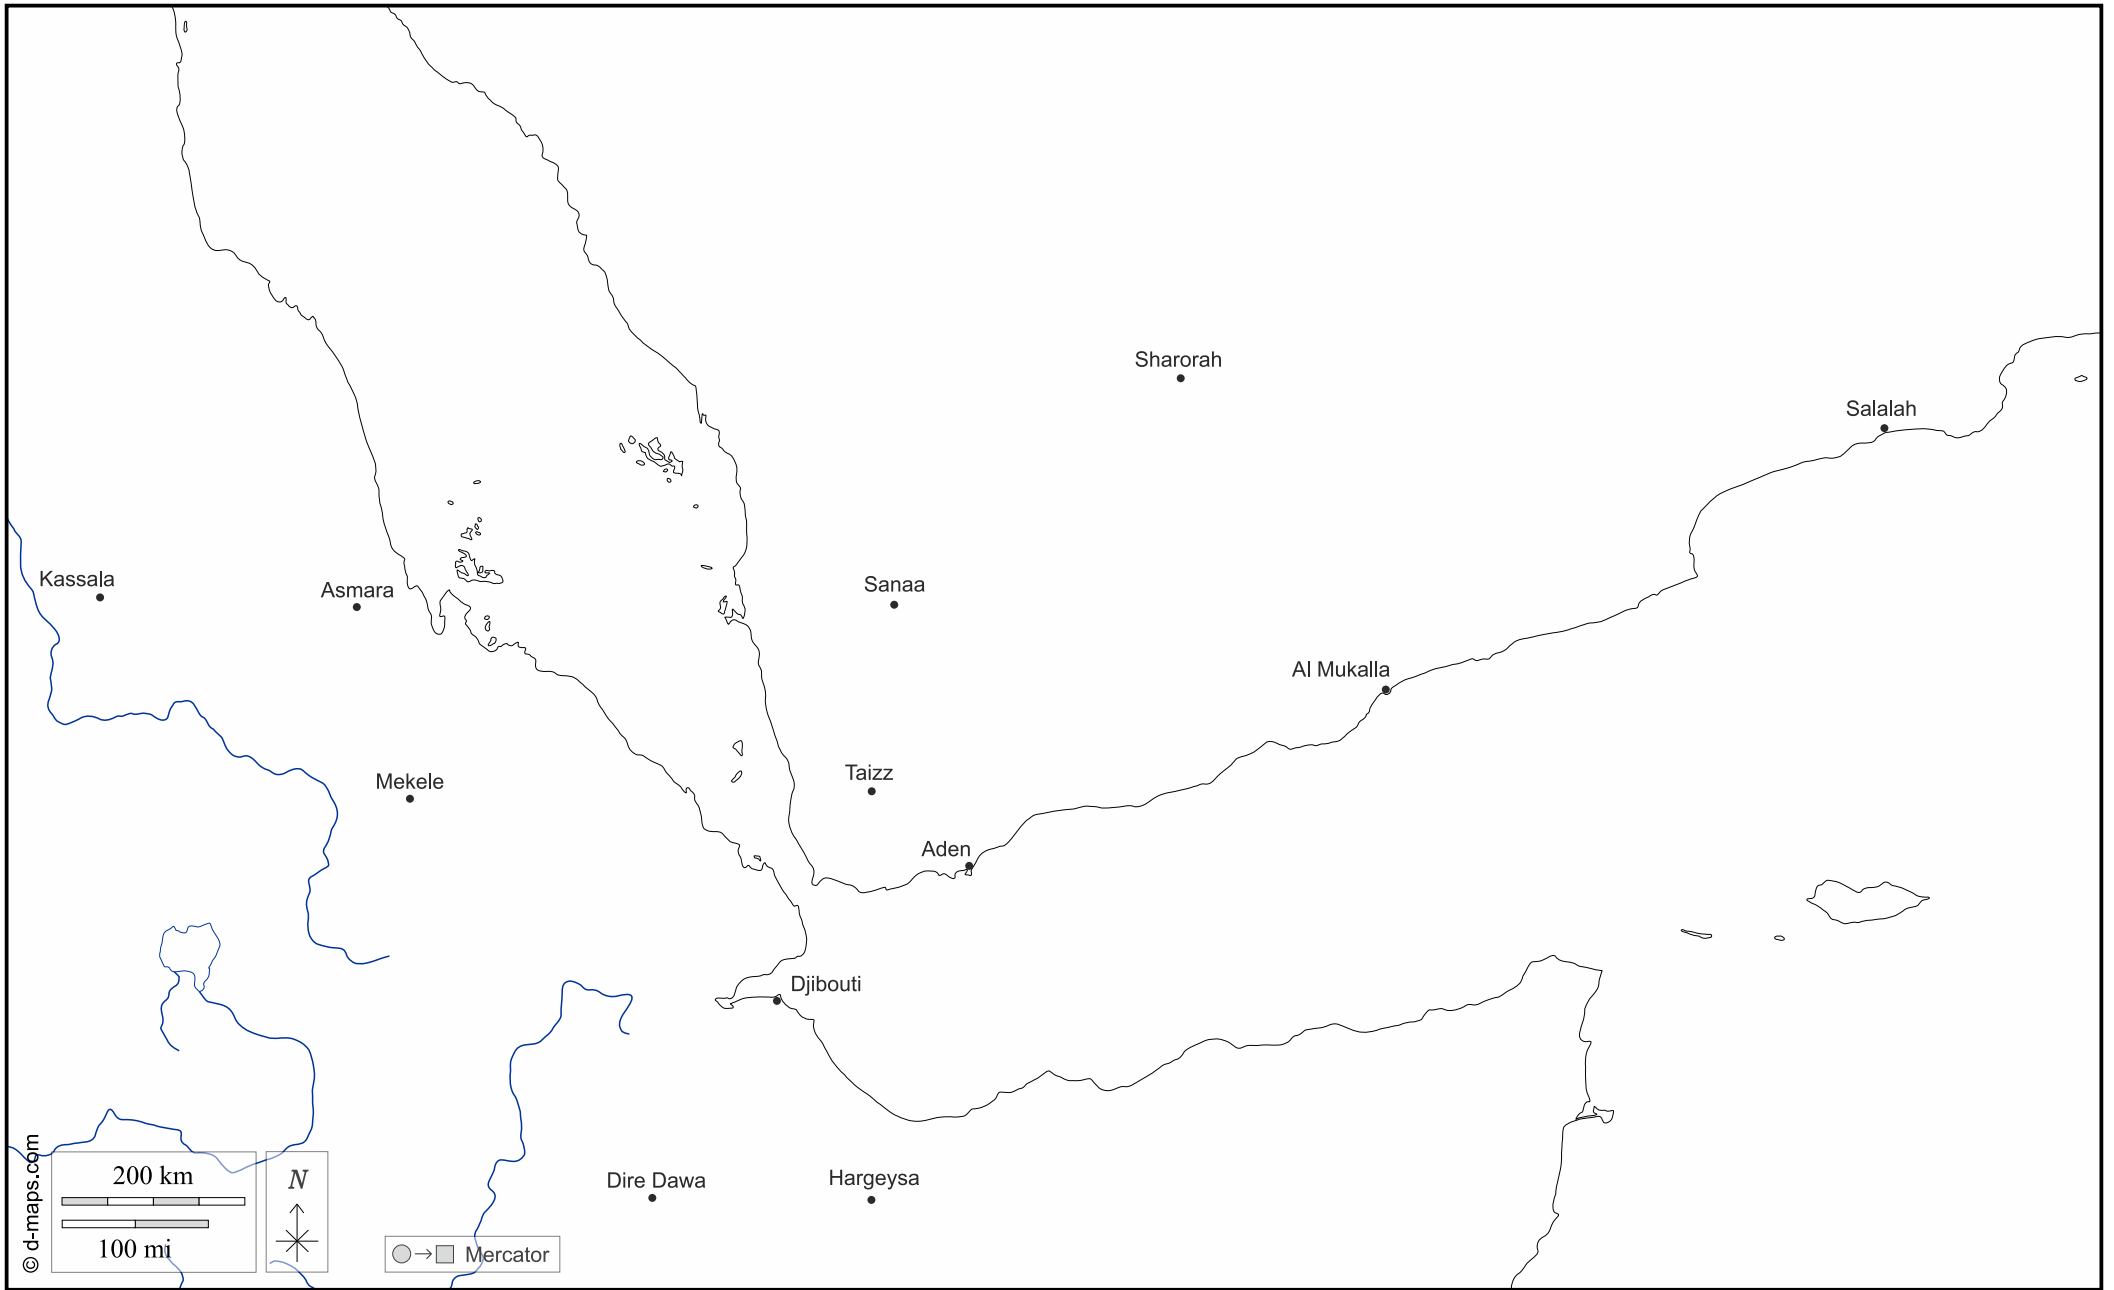 Sharorah
Salalah
Kassala
Asmara
Sanaa
Al Mukalla
Taizz
Mekele
Aden
Djibouti
Dire Dawa
Hargeysa
© d-maps.com
200 km
100 mi
N
Mercator